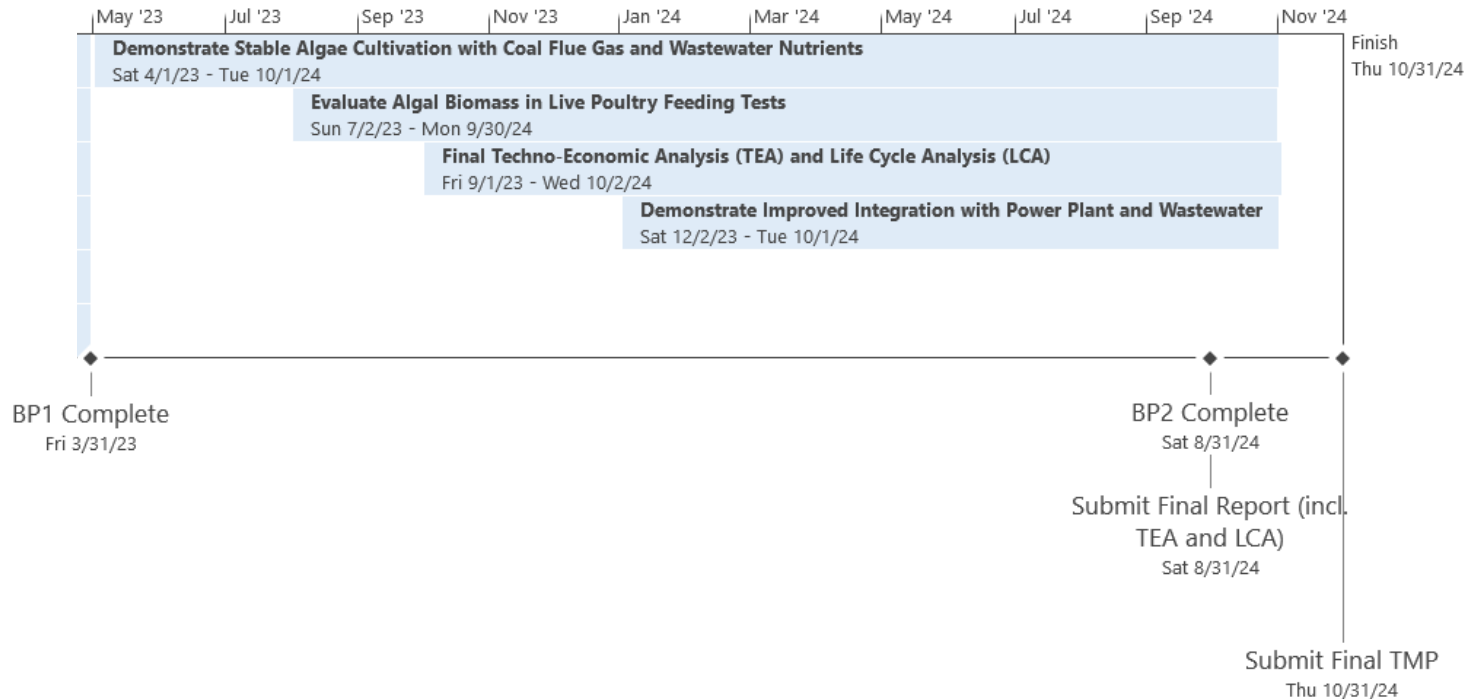 May '23 Jul '23 Sep '23 Nov '23 Jan '24 Mar '24 May '24 Jul '24 Sep '24 Nov '24
Finish
Thu 10/31/24
Demonstrate Stable Algae Cultivation with Coal Flue Gas and Wastewater Nutrients
Sat 4/1/23 - Tue 10/1/24
Evaluate Algal Biomass in Live Poultry Feeding Tests
Sun 7/2/23 - Mon 9/30/24
Final Techno-Economic Analysis (TEA) and Life Cycle Analysis (LCA)
Fri 9/1/23 - Wed 10/2/24
Demonstrate Improved Integration with Power Plant and Wastewater
Sat 12/2/23 - Tue 10/1/24
BP1 Complete
Fri 3/31/23
BP2 Complete
Sat 8/31/24
Submit Final Report (incl.
TEA and LCA)
Sat 8/31/24
Submit Final TMP
Thu 10/31/24